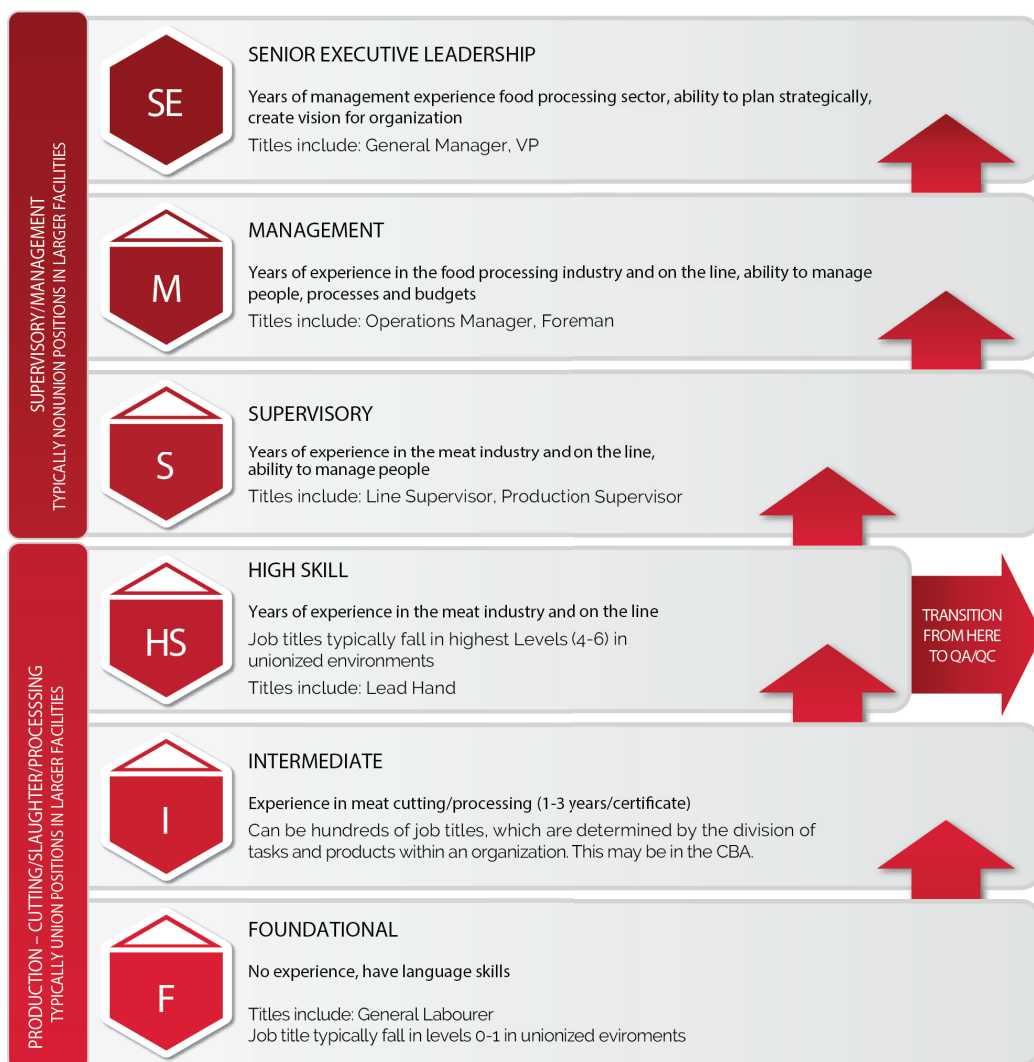 SUPERVISORY/MANAGEMENT
TYPICALLY NONUNION POSITIONS IN LARGER FACILITIES
SE
SENIOR EXECUTIVE LEADERSHIP
Years of management experience food processing sector, ability to plan strategically,
create vision for organization
Titles include: General Manager, VP
M
MANAGEMENT
Years of experience in the food processing industry and on the line, ability to manage
people, processes and budgets
Titles include: Operations Manager, Foreman
S
SUPERVISORY
Years of experience in the meat industry and on the line,
ability to manage people
Titles include: Line Supervisor, Production Supervisor
PRODUCTION – CUTTING/SLAUGHTER/PROCESSSING
TYPICALLY UNION POSITIONS IN LARGER FACILITIES
HS
HIGH SKILL
Years of experience in the meat industry and on the line
Job titles typically fall in highest Levels (4-6) in
unionized environments
Titles include: Lead Hand
TRANSITION
FROM HERE
TO QA/QC
I
INTERMEDIATE
Experience in meat cutting/processing (1-3 years/certificate)
Can be hundreds of job titles, which are determined by the division of
tasks and products within an organization. This may be in the CBA.
F
FOUNDATIONAL
No experience, have language skills
Titles include: General Labourer
Job title typically fall in levels 0-1 in unionized eviroments